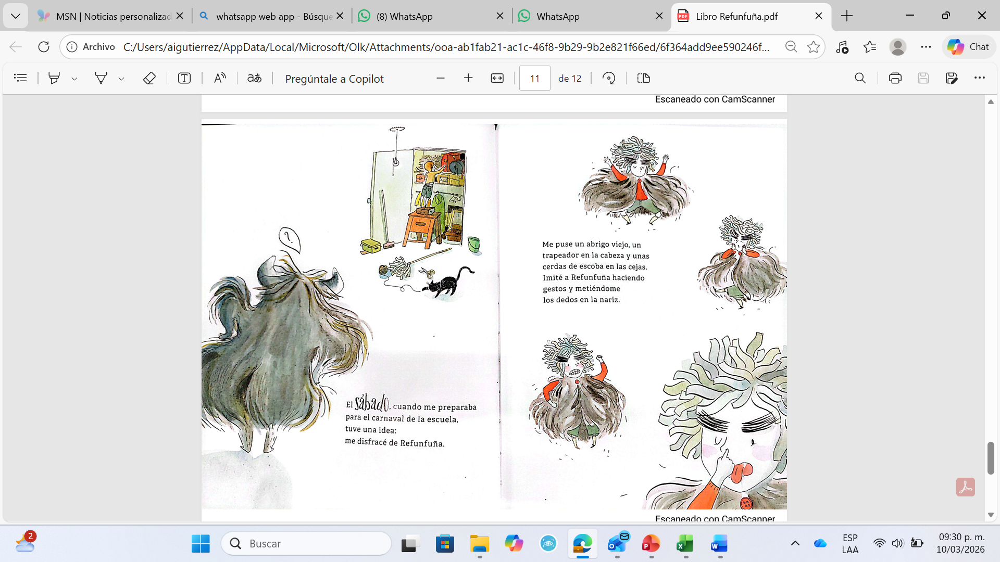 MSN | Noticias personalizad
whatsapp web app - Búsque
(8) WhatsApp
WhatsApp
PDF
Libro Refunfuña.pdf
Archivo
C:/Users/aigutierrez/AppData/Local/Microsoft/Olk/Attachments/ooa-ab1fab21-ac1c-46f8-9b29-9b2e821f66ed/6f364add9ee590246f...
Chat
Pregúntale a Copilot
11
de 12
Escaneado con CamScanner
?
El sábado, cuando me preparaba
para el carnaval de la escuela,
tuve una idea:
me disfracé de Refunfuña.
Me puse un abrigo viejo, un
trapeador en la cabeza y unas
cerdas de escoba en las cejas.
Imité a Refunfuña haciendo
gestos y metiéndome
los dedos en la nariz.
Escaneado con CamScanner
2
Buscar
ESP
LAA
09:30 p. m.
10/03/2026